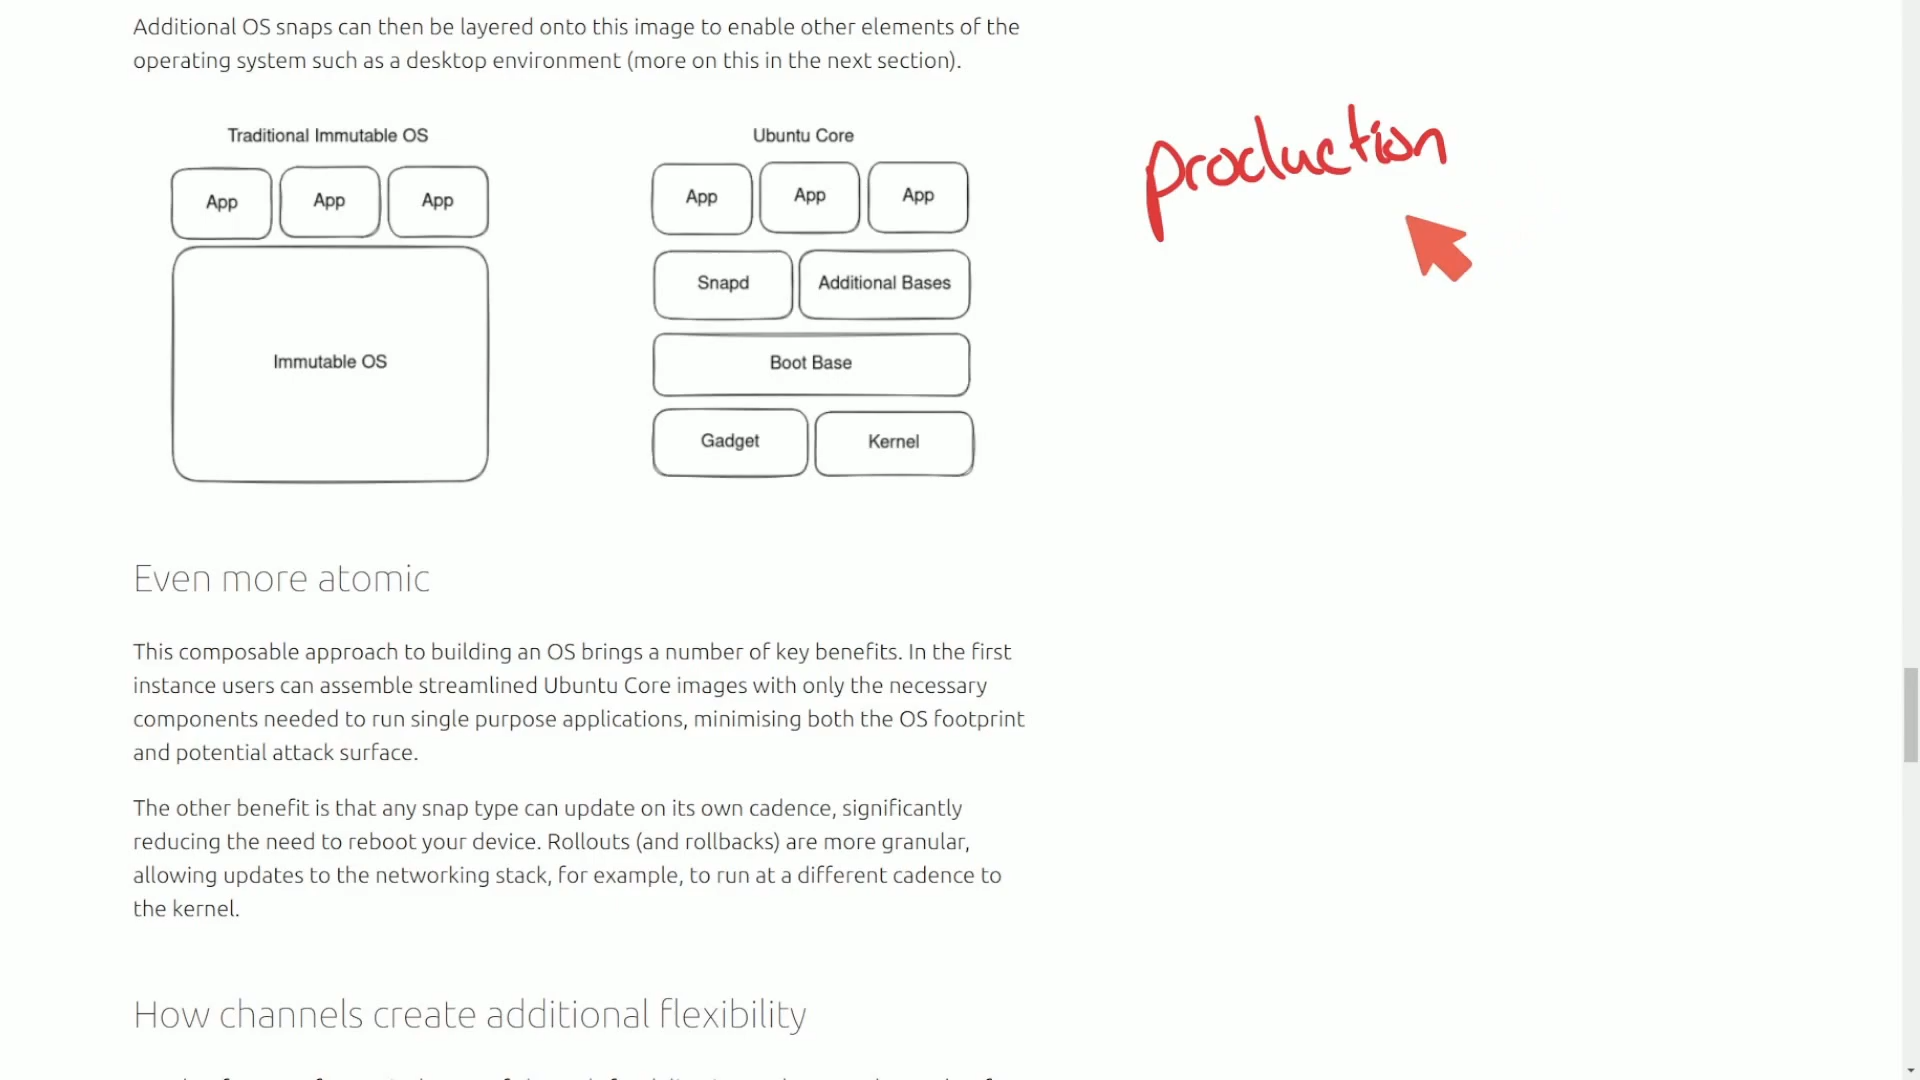 Additional OS snaps can then be layered onto this image to enable other elements of the
operating system such as a desktop environment (more on this in the next section).
Traditional Immutable OS
App App App
Immutable OS
Ubuntu Core
App App App
Snapd Additional Bases
Boot Base
Gadget Kernel
production
Even more atomic
This composable approach to building an OS brings a number of key benefits. In the first
instance users can assemble streamlined Ubuntu Core images with only the necessary
components needed to run single purpose applications, minimising both the OS footprint
and potential attack surface.
The other benefit is that any snap type can update on its own cadence, significantly
reducing the need to reboot your device. Rollouts (and rollbacks) are more granular,
allowing updates to the networking stack, for example, to run at a different cadence to
the kernel.
How channels create additional flexibility